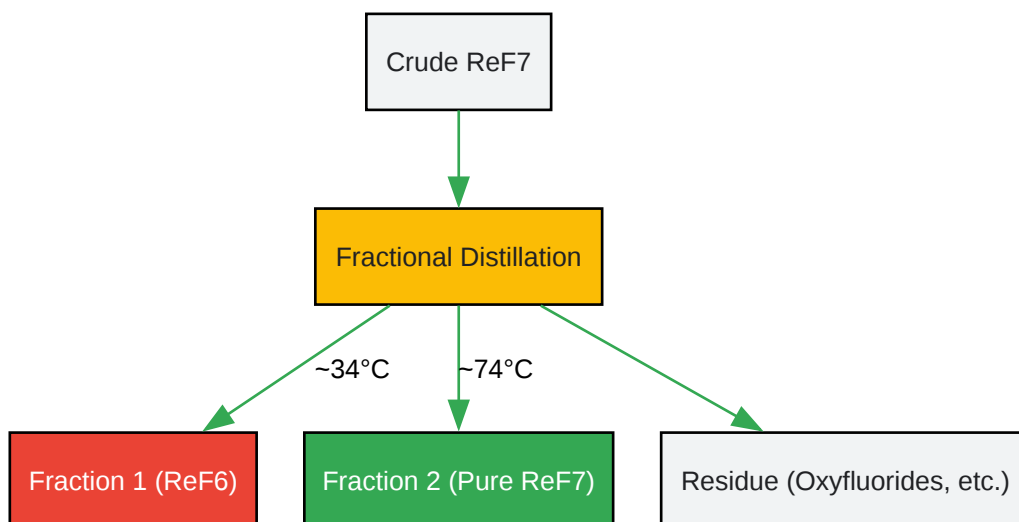 Crude ReF7
Fractional Distillation
~34°C
~74°C
Fraction 1 (ReF6)
Fraction 2 (Pure ReF7)
Residue (Oxyfluorides, etc.)